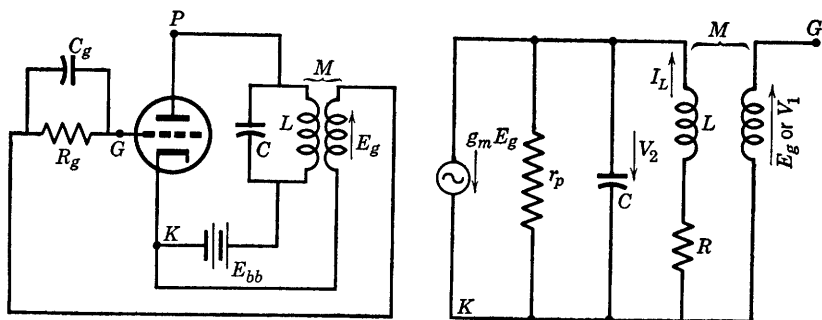 P
C_g
M
L
C
E_g
G
R_g
K
E_bb
M
G
I_L
L
E_g or V_1
g_m E_g
r_p
V_2
C
R
K